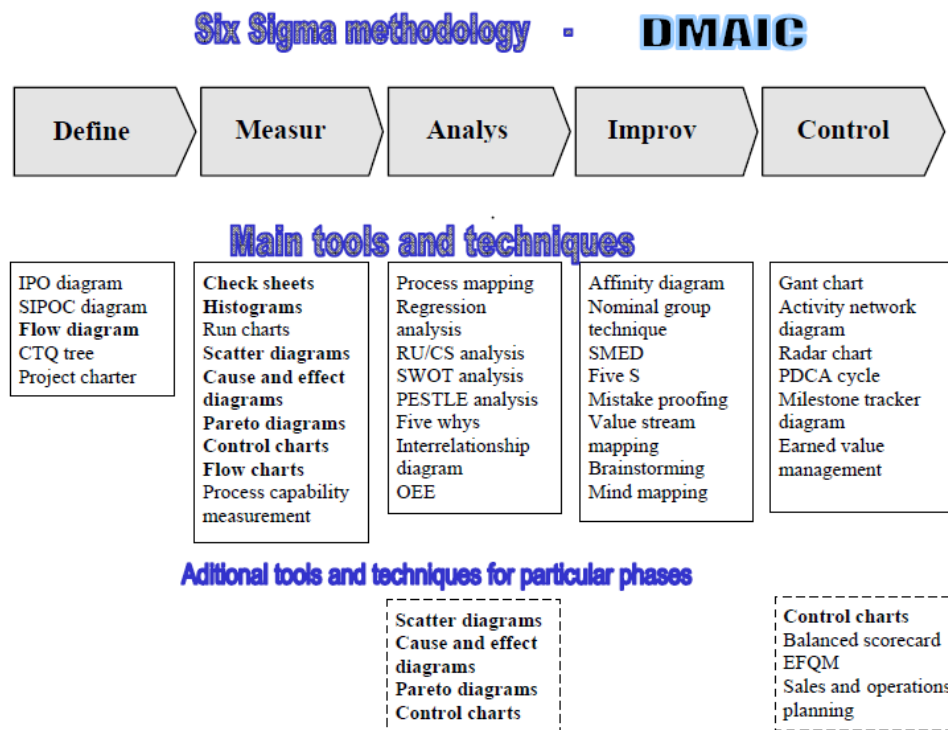 Six Sigma methodology - DMAIC
Define
Measur
Analys
Improv
Control
Main tools and techniques
IPO diagram
SIPOC diagram
Flow diagram
CTQ tree
Project charter
Check sheets
Histograms
Run charts
Scatter diagrams
Cause and effect
diagrams
Pareto diagrams
Control charts
Flow charts
Process capability
measurement
Process mapping
Regression
analysis
RU/CS analysis
SWOT analysis
PESTLE analysis
Five whys
Interrelationship
diagram
OEE
Affinity diagram
Nominal group
technique
SMED
Five S
Mistake proofing
Value stream
mapping
Brainstorming
Mind mapping
Gant chart
Activity network
diagram
Radar chart
PDCA cycle
Milestone tracker
diagram
Earned value
management
Aditional tools and techniques for particular phases
Scatter diagrams
Cause and effect
diagrams
Pareto diagrams
Control charts
Control charts
Balanced scorecard
EFQM
Sales and operations
planning